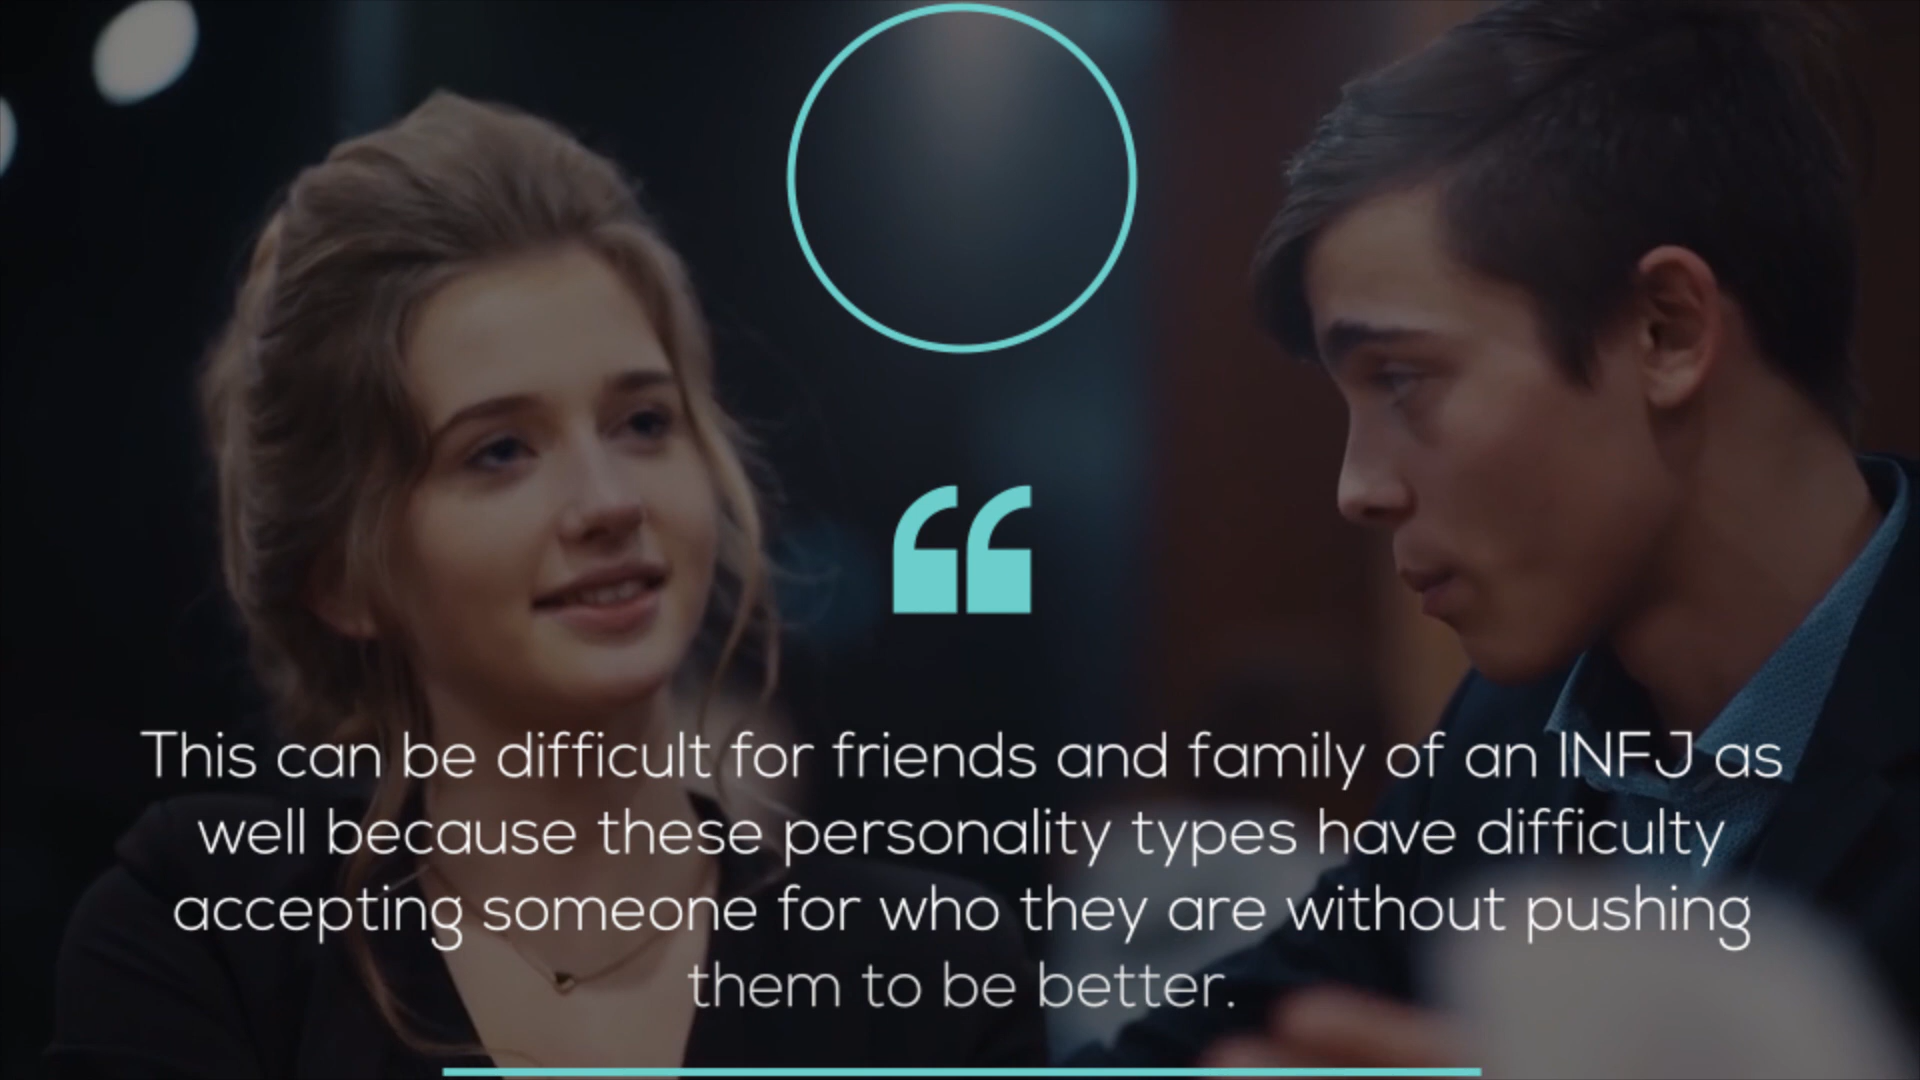 “
This can be difficult for friends and family of an INFJ as
well because these personality types have difficulty
accepting someone for who they are without pushing
them to be better.